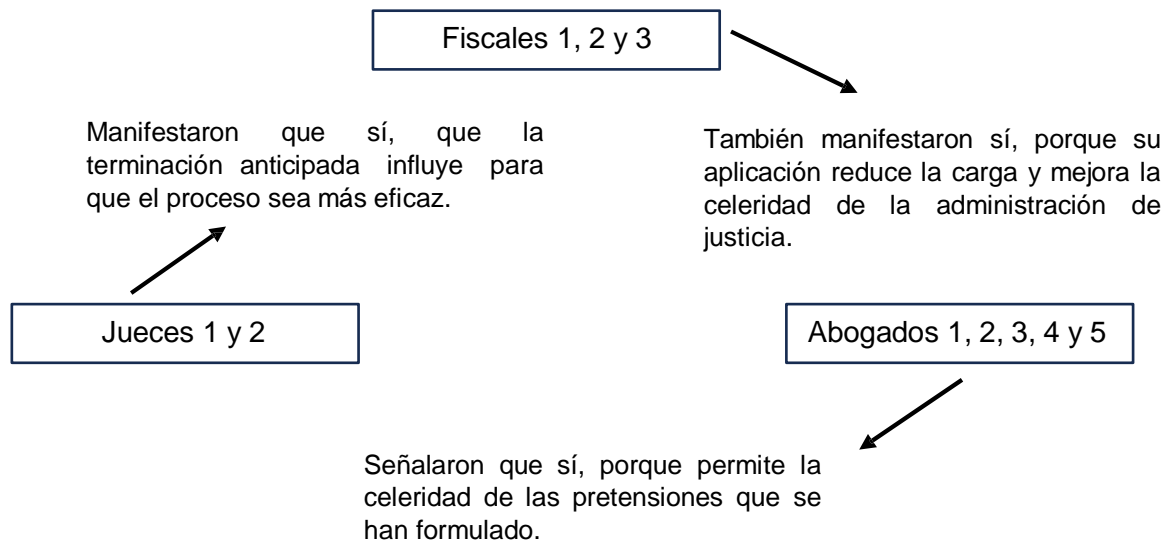 Fiscales 1, 2 y 3
Manifestaron que sí, que la
terminación anticipada influye para
que el proceso sea más eficaz.
También manifestaron sí, porque su
aplicación reduce la carga y mejora la
celeridad de la administración de
justicia.
Jueces 1 y 2
Abogados 1, 2, 3, 4 y 5
Señalaron que sí, porque permite la
celeridad de las pretensiones que se
han formulado.